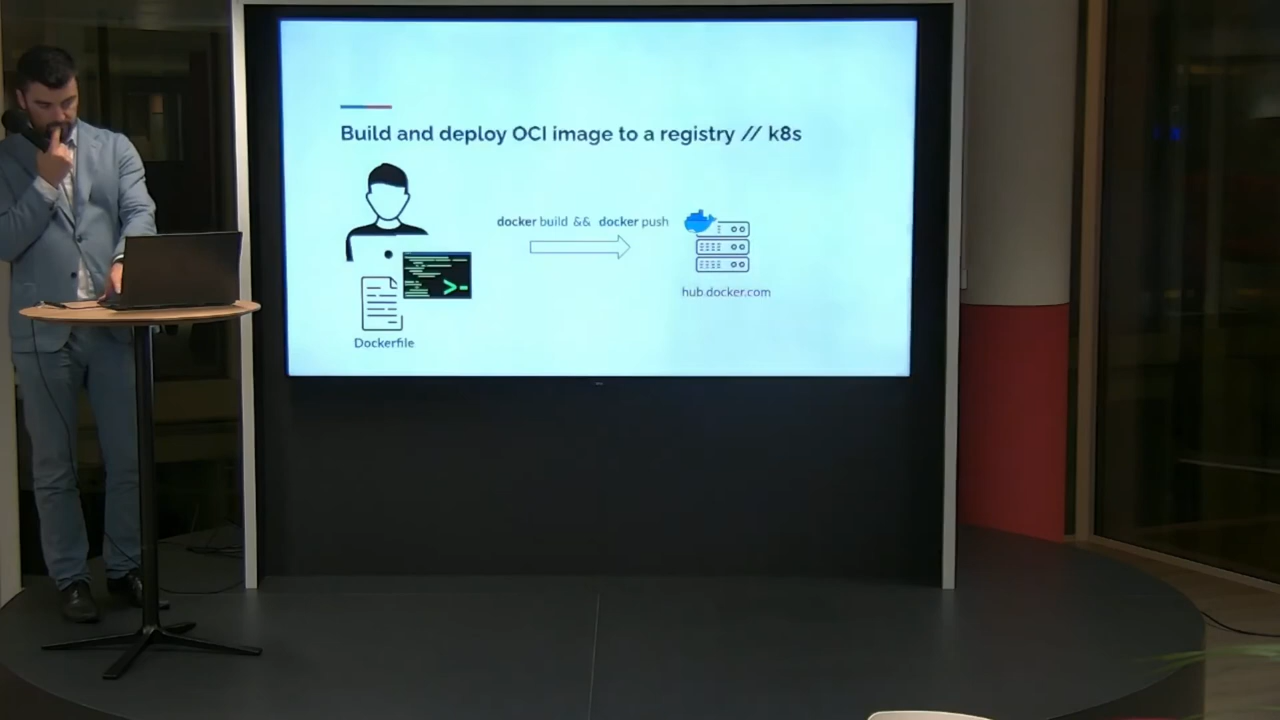 Build and deploy OCI image to a registry // k8s
docker build && docker push
hub.docker.com
Dockerfile